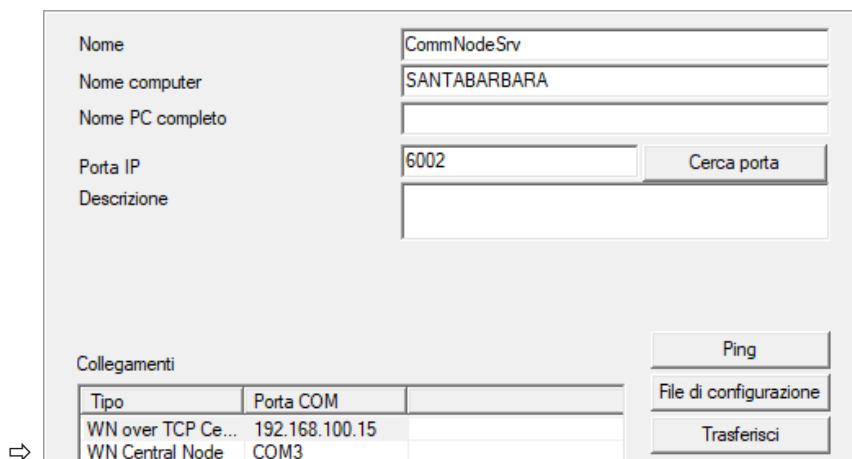 Nome CommNodeSrv
Nome computer SANTABARBARA
Nome PC completo
Porta IP 6002 Cerca porta
Descrizione
Ping
Collegamenti
File di configurazione
Tipo Porta COM
WN over TCP Ce... 192.168.100.15
Trasferisci
WN Central Node COM3